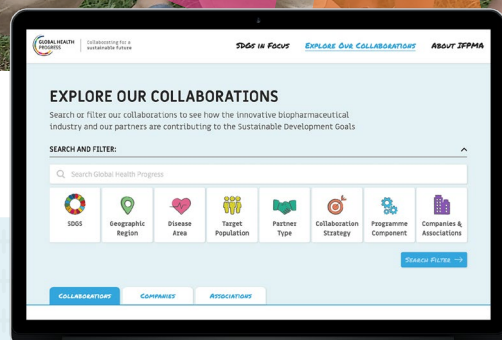 GLOBAL HEALTH
PROGRESS
Collaborating for a
sustainable future
SDGs in Focus
Explore Our Collaborations
About IFPMA
EXPLORE OUR COLLABORATIONS
Search or filter our collaborations to see how the innovative biopharmaceutical
industry and our partners are contributing to the Sustainable Development Goals
SEARCH AND FILTER:
Search Global Health Progress
SDGS
Geographic
Region
Disease
Area
Target
Population
Partner
Type
Collaboration
Strategy
Programme
Component
Companies &
Associations
Search Filter →
Collaborations
Companies
Associations